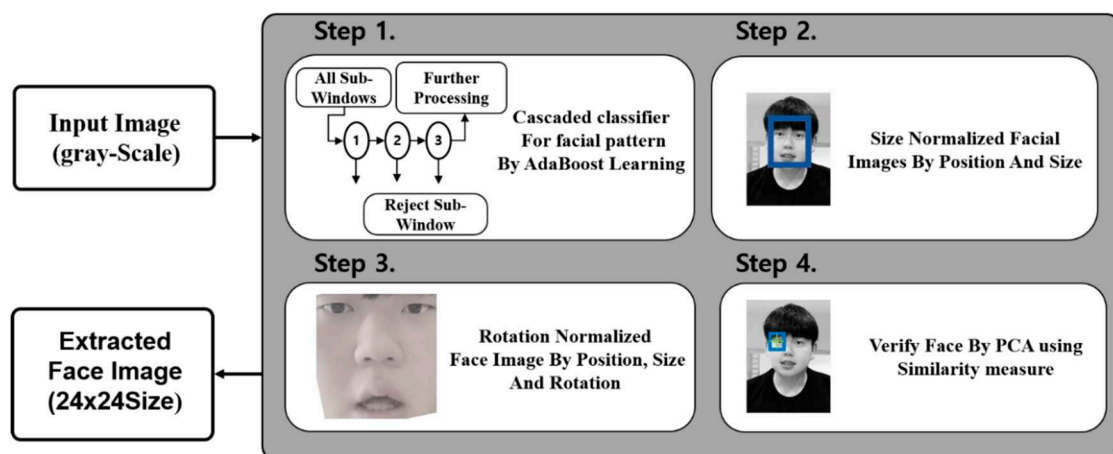 Input Image
(gray-Scale)
Extracted
Face Image
(24x24Size)
Step 1.
All Sub-
Windows
Further
Processing
1
2
3
Reject Sub-
Window
Cascaded classifier
For facial pattern
By AdaBoost Learning
Step 2.
Size Normalized Facial
Images By Position And Size
Step 3.
Rotation Normalized
Face Image By Position, Size
And Rotation
Step 4.
Verify Face By PCA using
Similarity measure